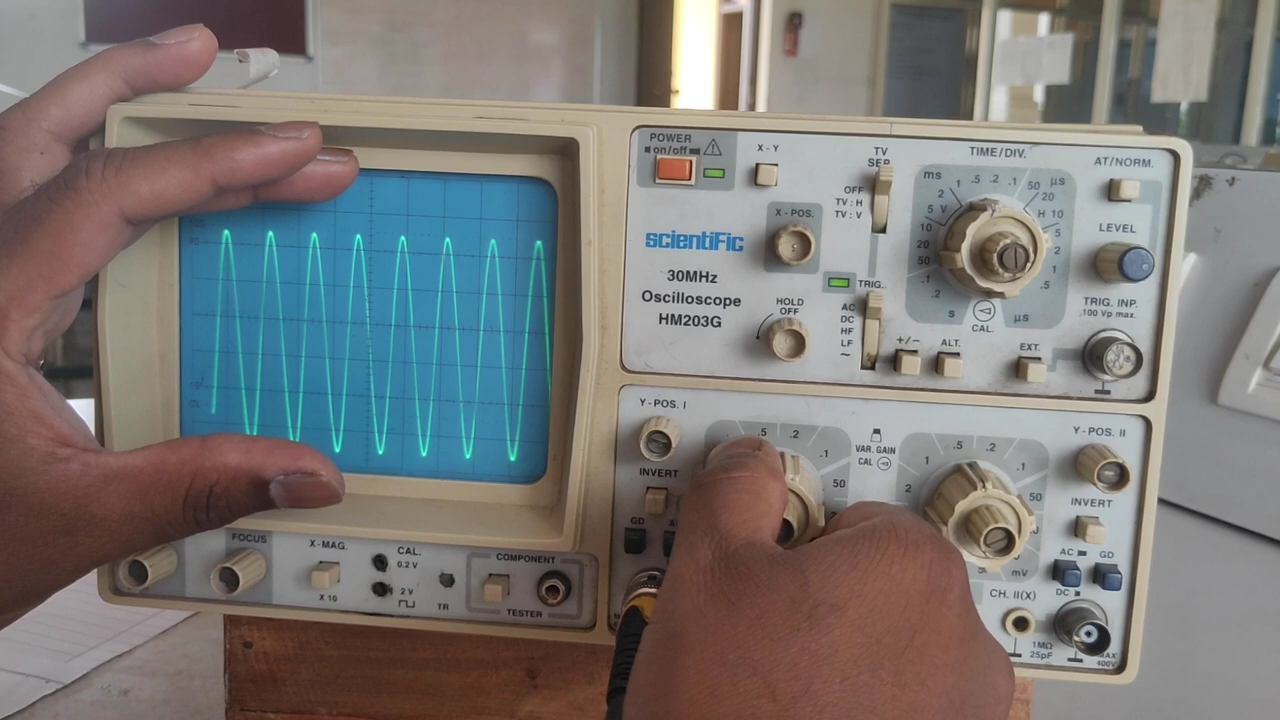 POWER
on/off
X-Y
TV
SEP
OFF
TV : H
TV : V
TIME/DIV.
ms
2 1 .5 .2 .1 50 µs
5 V 20
10 H 10
20 5
50 2
.1 1
.2 .5
s µs
CAL.
AT/NORM.
LEVEL
X-POS.
scientiFic
30MHz
Oscilloscope
HM203G
HOLD
OFF
TRIG.
AC
DC
HF
LF
~
+/−
ALT.
EXT.
TRIG. INP.
100 Vp max.
Y-POS. I
INVERT
GD
.5 .2
.1
50
VAR. GAIN
CAL
2 1 .5 .2 .1
50
mV
Y-POS. II
INVERT
AC
GD
DC
CH. II(X)
1MΩ
25pF
MAX
400V
FOCUS
X-MAG.
X 10
CAL.
0.2 V
2 V
TR
COMPONENT
TESTER